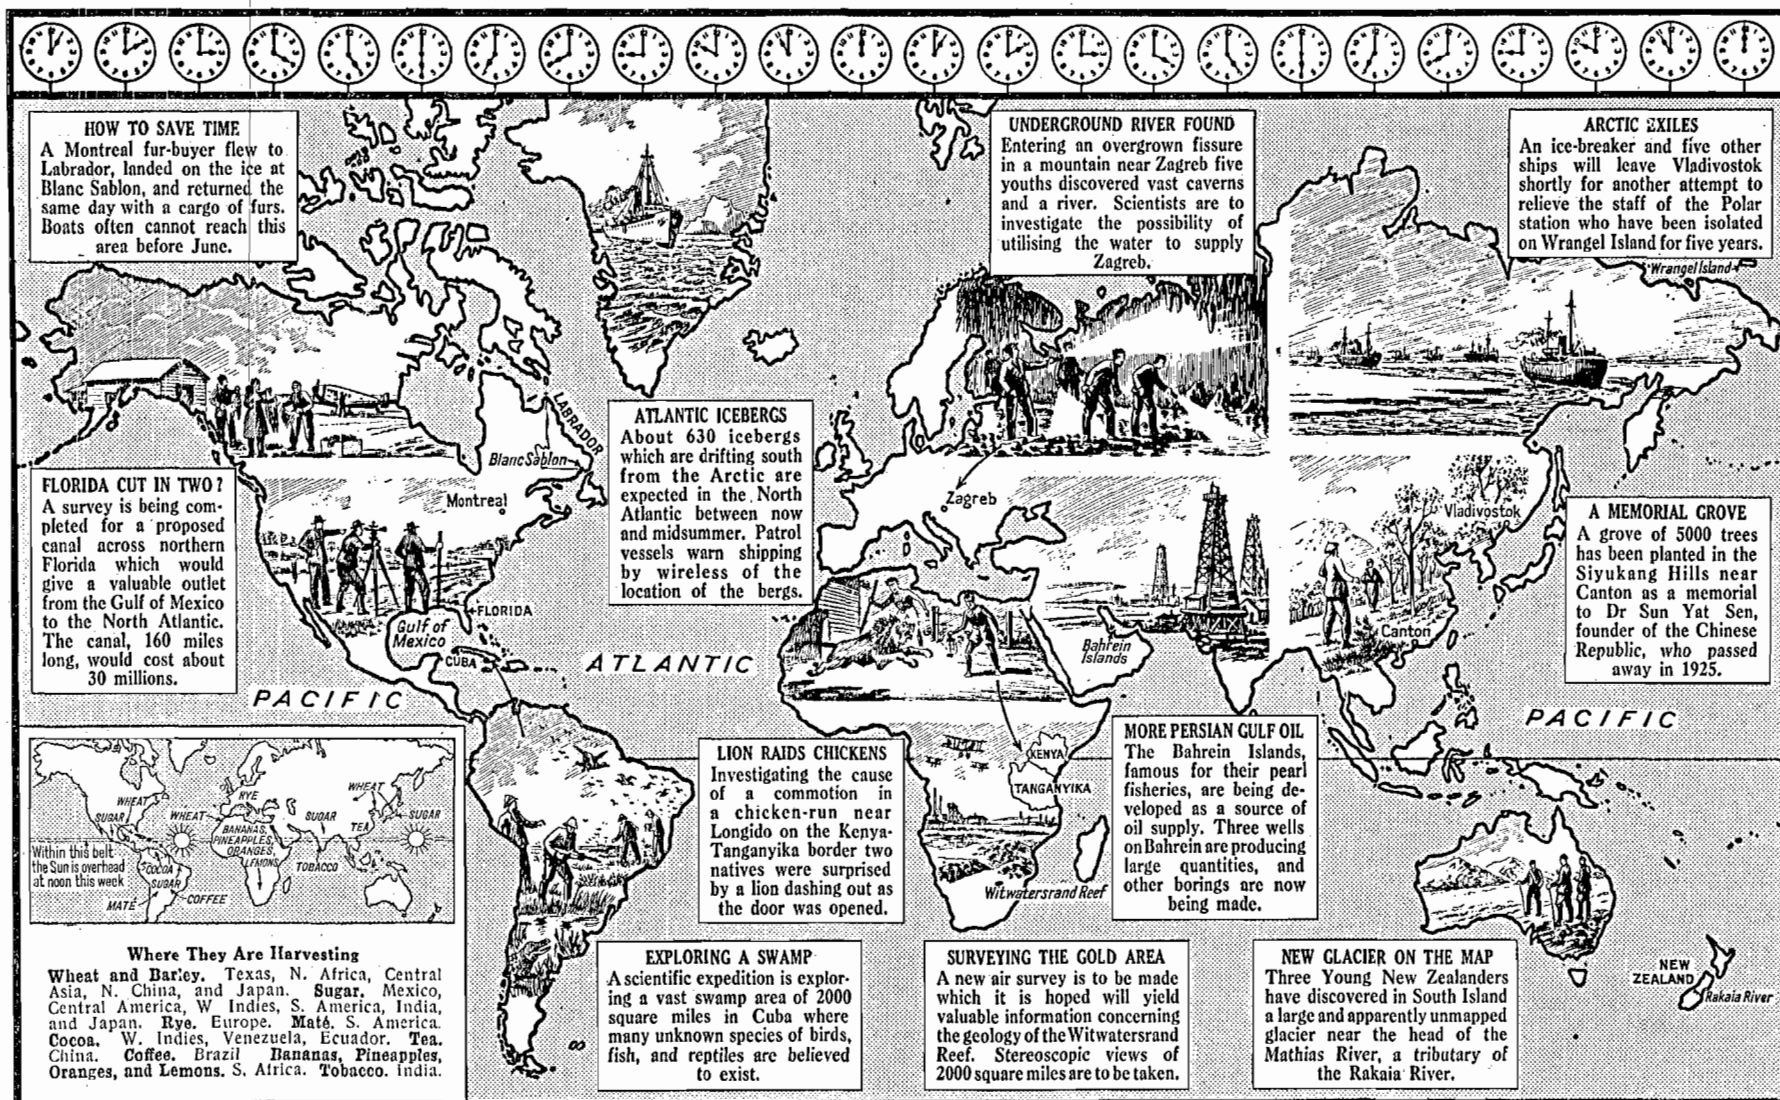 HOW TO SAVE TIME
A Montreal fur-buyer flew to
Labrador, landed on the ice at
Blanc Sablon, and returned the
same day with a cargo of furs.
Boats often cannot reach this
area before June.
UNDERGROUND RIVER FOUND
Entering an overgrown fissure
in a mountain near Zagreb five
youths discovered vast caverns
and a river. Scientists are to
investigate the possibility of
utilising the water to supply
Zagreb.
ARCTIC EXILES
An ice-breaker and five other
ships will leave Vladivostok
shortly for another attempt to
relieve the staff of the Polar
station who have been isolated
on Wrangel Island for five years.
Wrangel Island
LABRADOR
Blanc Sablon
Montreal
FLORIDA CUT IN TWO?
A survey is being com-
pleted for a proposed
canal across northern
Florida which would
give a valuable outlet
from the Gulf of Mexico
to the North Atlantic.
The canal, 160 miles
long, would cost about
30 millions.
FLORIDA
Gulf of
Mexico
CUBA
ATLANTIC ICEBERGS
About 630 icebergs
which are drifting south
from the Arctic are
expected in the North
Atlantic between now
and midsummer. Patrol
vessels warn shipping
by wireless of the
location of the bergs.
Zagreb
Vladivostok
Canton
Bahrein
Islands
A MEMORIAL GROVE
A grove of 5000 trees
has been planted in the
Siyukang Hills near
Canton as a memorial
to Dr Sun Yat Sen,
founder of the Chinese
Republic, who passed
away in 1925.
ATLANTIC
PACIFIC
PACIFIC
LION RAIDS CHICKENS
Investigating the cause
of a commotion in
a chicken-run near
Longido on the Kenya-
Tanganyika border two
natives were surprised
by a lion dashing out as
the door was opened.
KENYA
TANGANYIKA
Witwatersrand Reef
MORE PERSIAN GULF OIL
The Bahrein Islands,
famous for their pearl
fisheries, are being de-
veloped as a source of
oil supply. Three wells
on Bahrein are producing
large quantities, and
other borings are now
being made.
WHEAT
SUGAR
WHEAT
RYE
BANANAS,
PINEAPPLES,
ORANGES,
LEMONS
SUGAR
WHEAT
TEA
SUGAR
TOBACCO
COCOA
SUGAR
COFFEE
MATÉ
Within this belt
the Sun is overhead
at noon this week
Where They Are Harvesting
Wheat and Barley. Texas, N. Africa, Central
Asia, N. China, and Japan. Sugar. Mexico,
Central America, W Indies, S. America, India,
and Japan. Rye. Europe. Maté. S. America.
Cocoa. W. Indies, Venezuela, Ecuador. Tea.
China. Coffee. Brazil Bananas, Pineapples,
Oranges, and Lemons. S. Africa. Tobacco. India.
EXPLORING A SWAMP
A scientific expedition is explor-
ing a vast swamp area of 2000
square miles in Cuba where
many unknown species of birds,
fish, and reptiles are believed
to exist.
SURVEYING THE GOLD AREA
A new air survey is to be made
which it is hoped will yield
valuable information concerning
the geology of the Witwatersrand
Reef. Stereoscopic views of
2000 square miles are to be taken.
NEW GLACIER ON THE MAP
Three Young New Zealanders
have discovered in South Island
a large and apparently unmapped
glacier near the head of the
Mathias River, a tributary of
the Rakaia River.
NEW
ZEALAND
Rakaia River